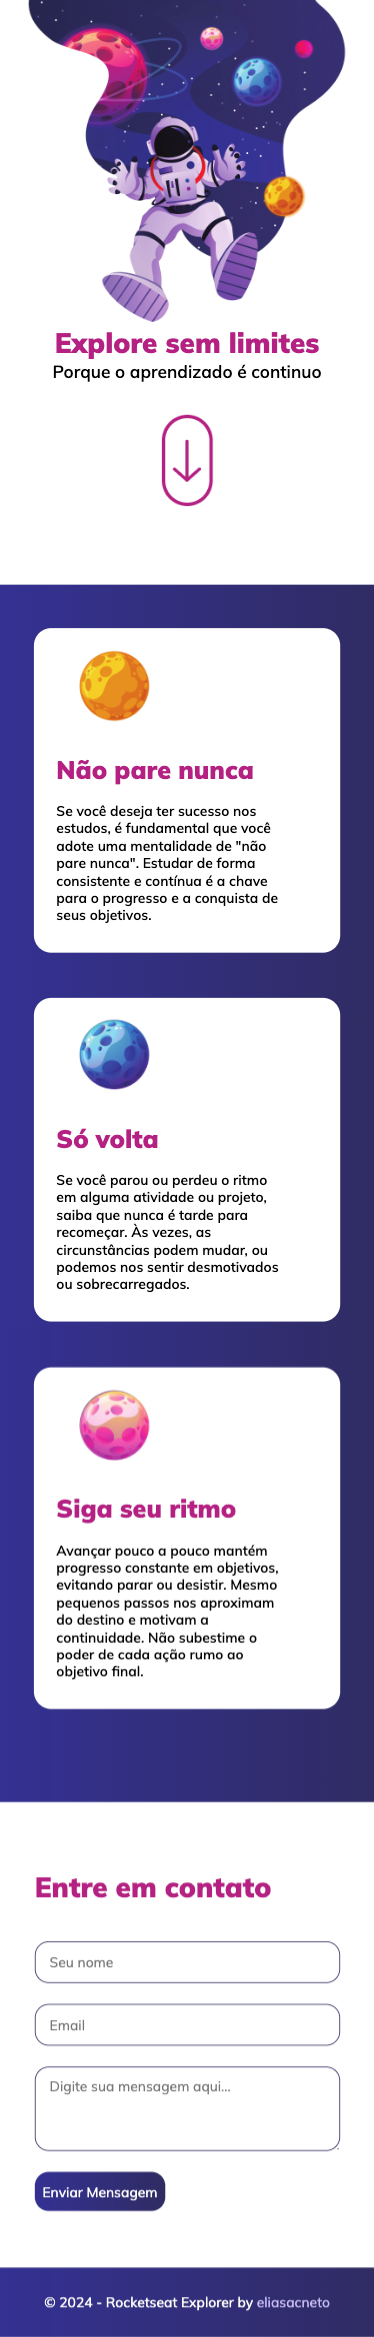 Explore sem limites
Porque o aprendizado é continuo
Não pare nunca
Se você deseja ter sucesso nos
estudos, é fundamental que você
adote uma mentalidade de "não
pare nunca". Estudar de forma
consistente e contínua é a chave
para o progresso e a conquista de
seus objetivos.
Só volta
Se você parou ou perdeu o ritmo
em alguma atividade ou projeto,
saiba que nunca é tarde para
recomeçar. Às vezes, as
circunstâncias podem mudar, ou
podemos nos sentir desmotivados
ou sobrecarregados.
Siga seu ritmo
Avançar pouco a pouco mantém
progresso constante em objetivos,
evitando parar ou desistir. Mesmo
pequenos passos nos aproximam
do destino e motivam a
continuidade. Não subestime o
poder de cada ação rumo ao
objetivo final.
Entre em contato
Seu nome
Email
Digite sua mensagem aqui...
Enviar Mensagem
© 2024 - Rocketseat Explorer by eliasacneto